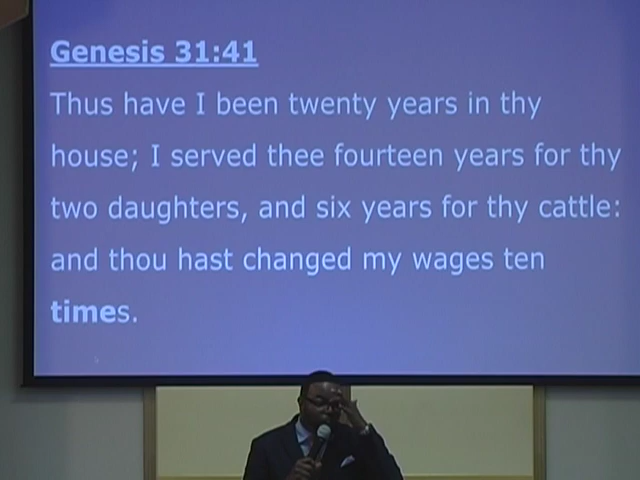 Genesis 31:41
Thus have I been twenty years in thy
house; I served thee fourteen years for thy
two daughters, and six years for thy cattle:
and thou hast changed my wages ten
times.